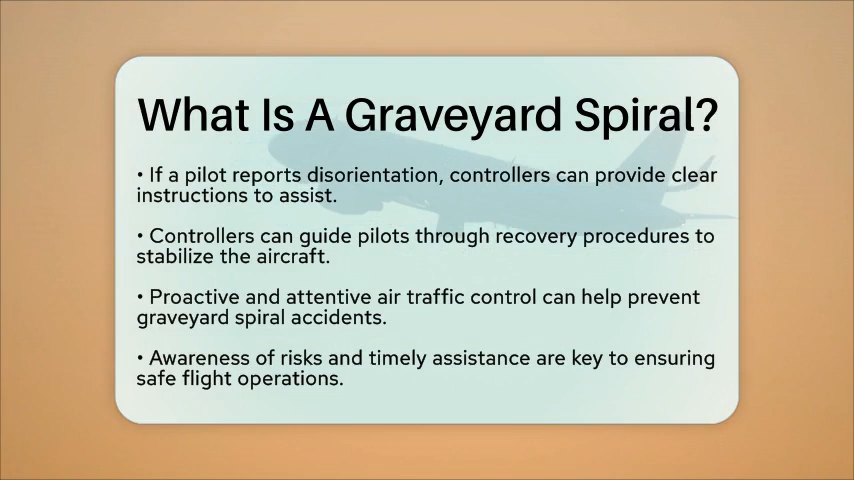 What Is A Graveyard Spiral?
• If a pilot reports disorientation, controllers can provide clear
instructions to assist.
• Controllers can guide pilots through recovery procedures to
stabilize the aircraft.
• Proactive and attentive air traffic control can help prevent
graveyard spiral accidents.
• Awareness of risks and timely assistance are key to ensuring
safe flight operations.